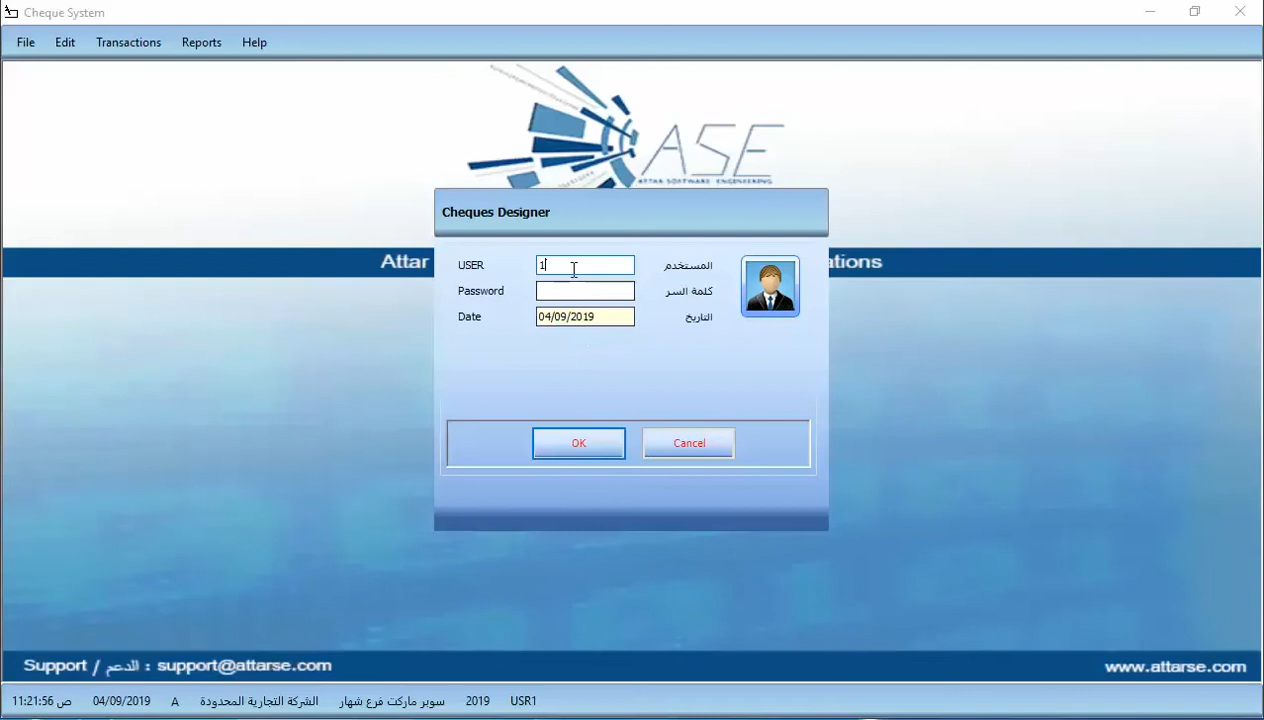 Cheque System
File Edit Transactions Reports Help
ASE
ATTAR SOFTWARE ENGINEERING
Cheques Designer
Attar
ations
USER 1 المستخدم
Password كلمة السر
Date 04/09/2019 التاريخ
OK Cancel
Support / الدعم : support@attarse.com
www.attarse.com
11:21:56 ص 04/09/2019 A الشركة التجارية المحدودة سوبر ماركت فرع شهار 2019 USR1